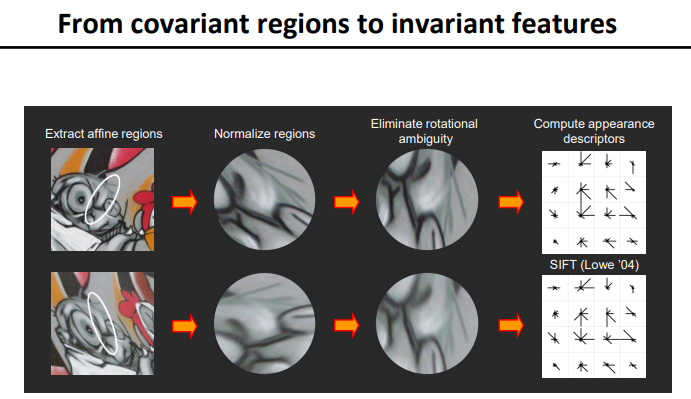 From covariant regions to invariant features
Extract affine regions
Normalize regions
Eliminate rotational
ambiguity
Compute appearance
descriptors
SIFT (Lowe ’04)